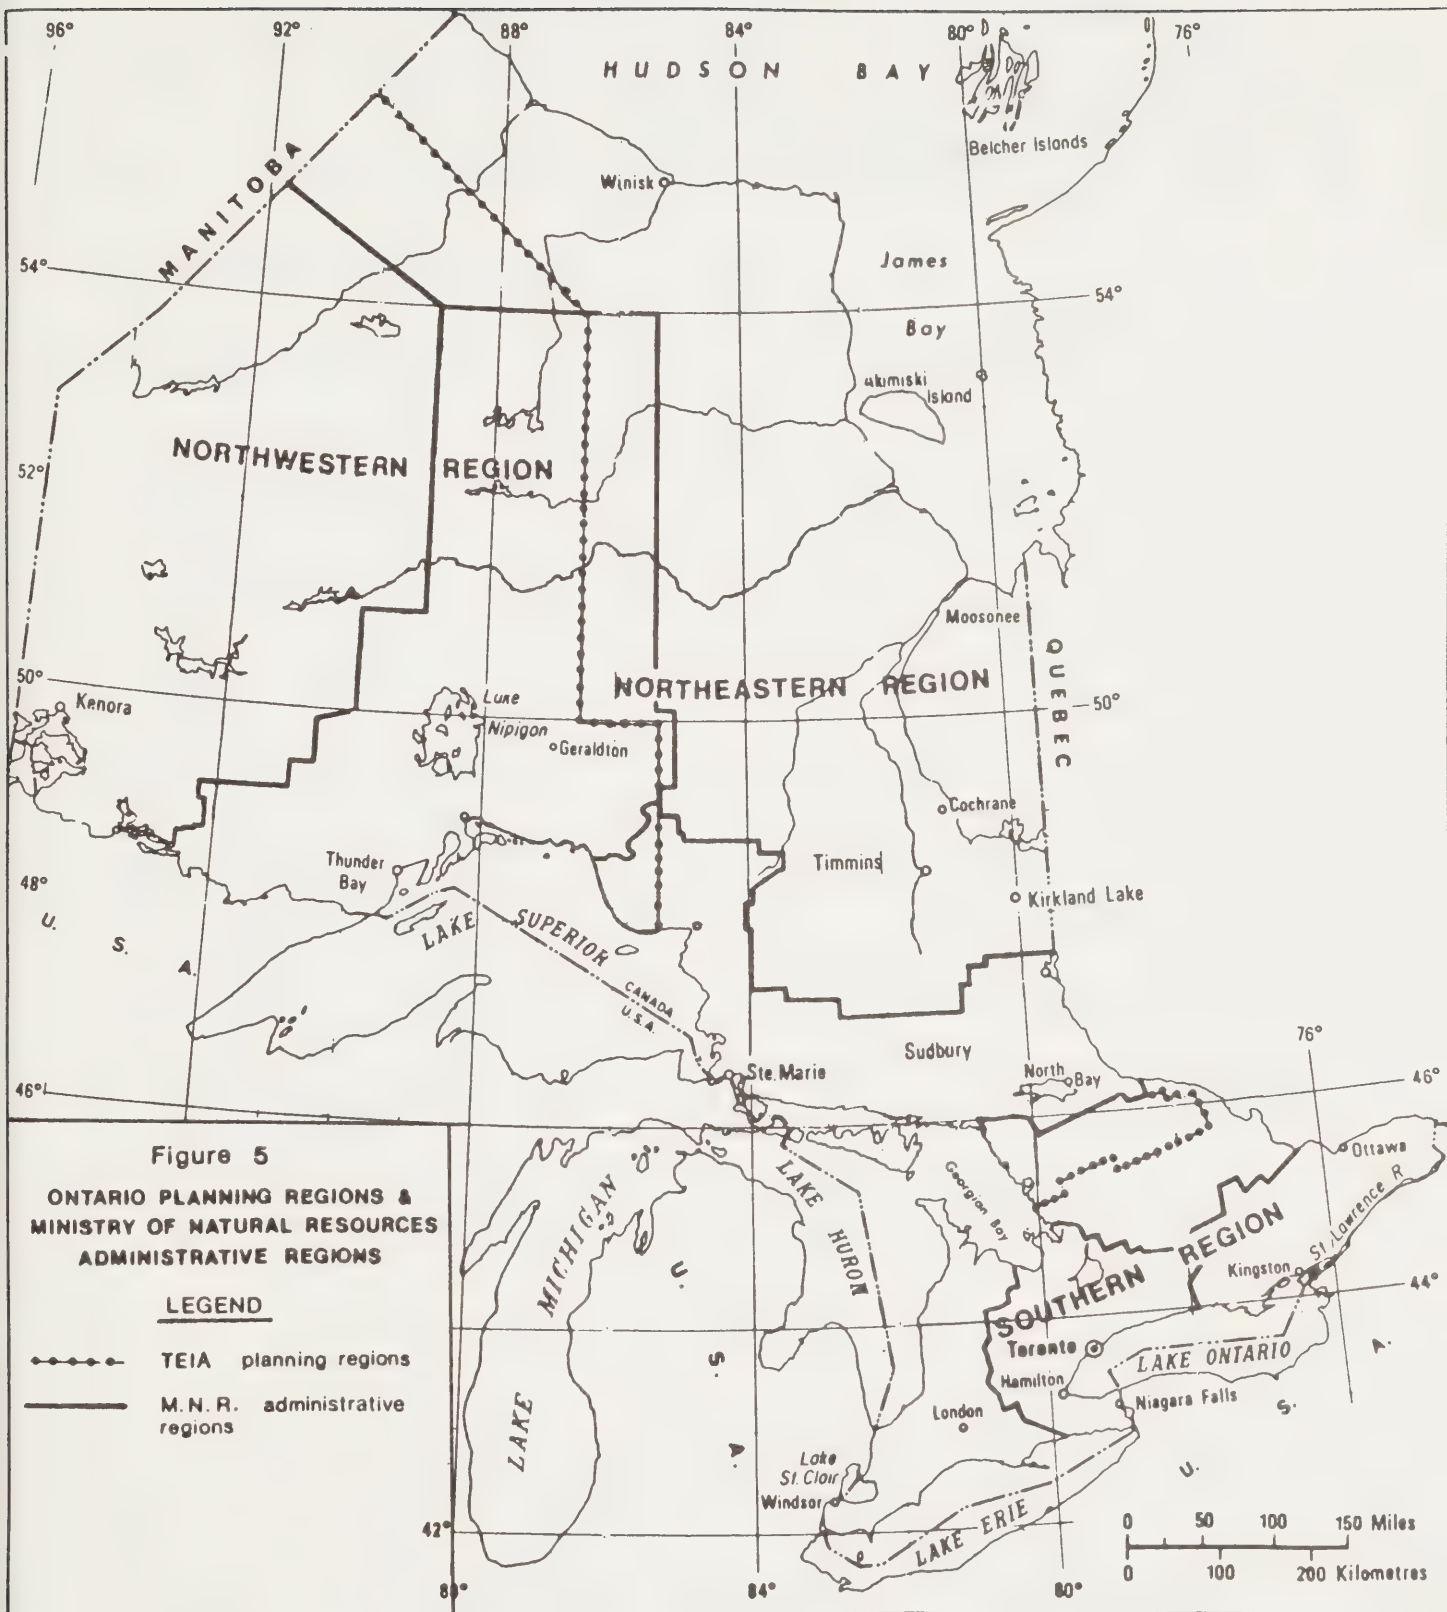 96°
92°
88°
84°
80°
76°
HUDSON BAY
Belcher Islands
MANITOBA
Winisk
54°
James
Bay
54°
Akimiski
Island
NORTHWESTERN REGION
52°
Moosonee
QUEBEC
50°
Kenora
Lake
Nipigon
NORTHEASTERN REGION
50°
Geraldton
Cochrane
Thunder
Bay
Timmins
48°
Kirkland Lake
U. S. A.
LAKE SUPERIOR
CANADA
U.S.A.
Sudbury
76°
North
Bay
46°
46°
Ste. Marie
Figure 5
ONTARIO PLANNING REGIONS &
MINISTRY OF NATURAL RESOURCES
ADMINISTRATIVE REGIONS
LEGEND
TEIA planning regions
M.N.R. administrative
regions
LAKE MICHIGAN
U. S. A.
LAKE HURON
Georgian Bay
Ottawa
St. Lawrence R
SOUTHERN REGION
Kingston
44°
Toronto
LAKE ONTARIO
Hamilton
Niagara Falls
London
U. S. A.
Lake
St. Clair
Windsor
LAKE ERIE
42°
0 50 100 150 Miles
0 100 200 Kilometres
88°
84°
80°